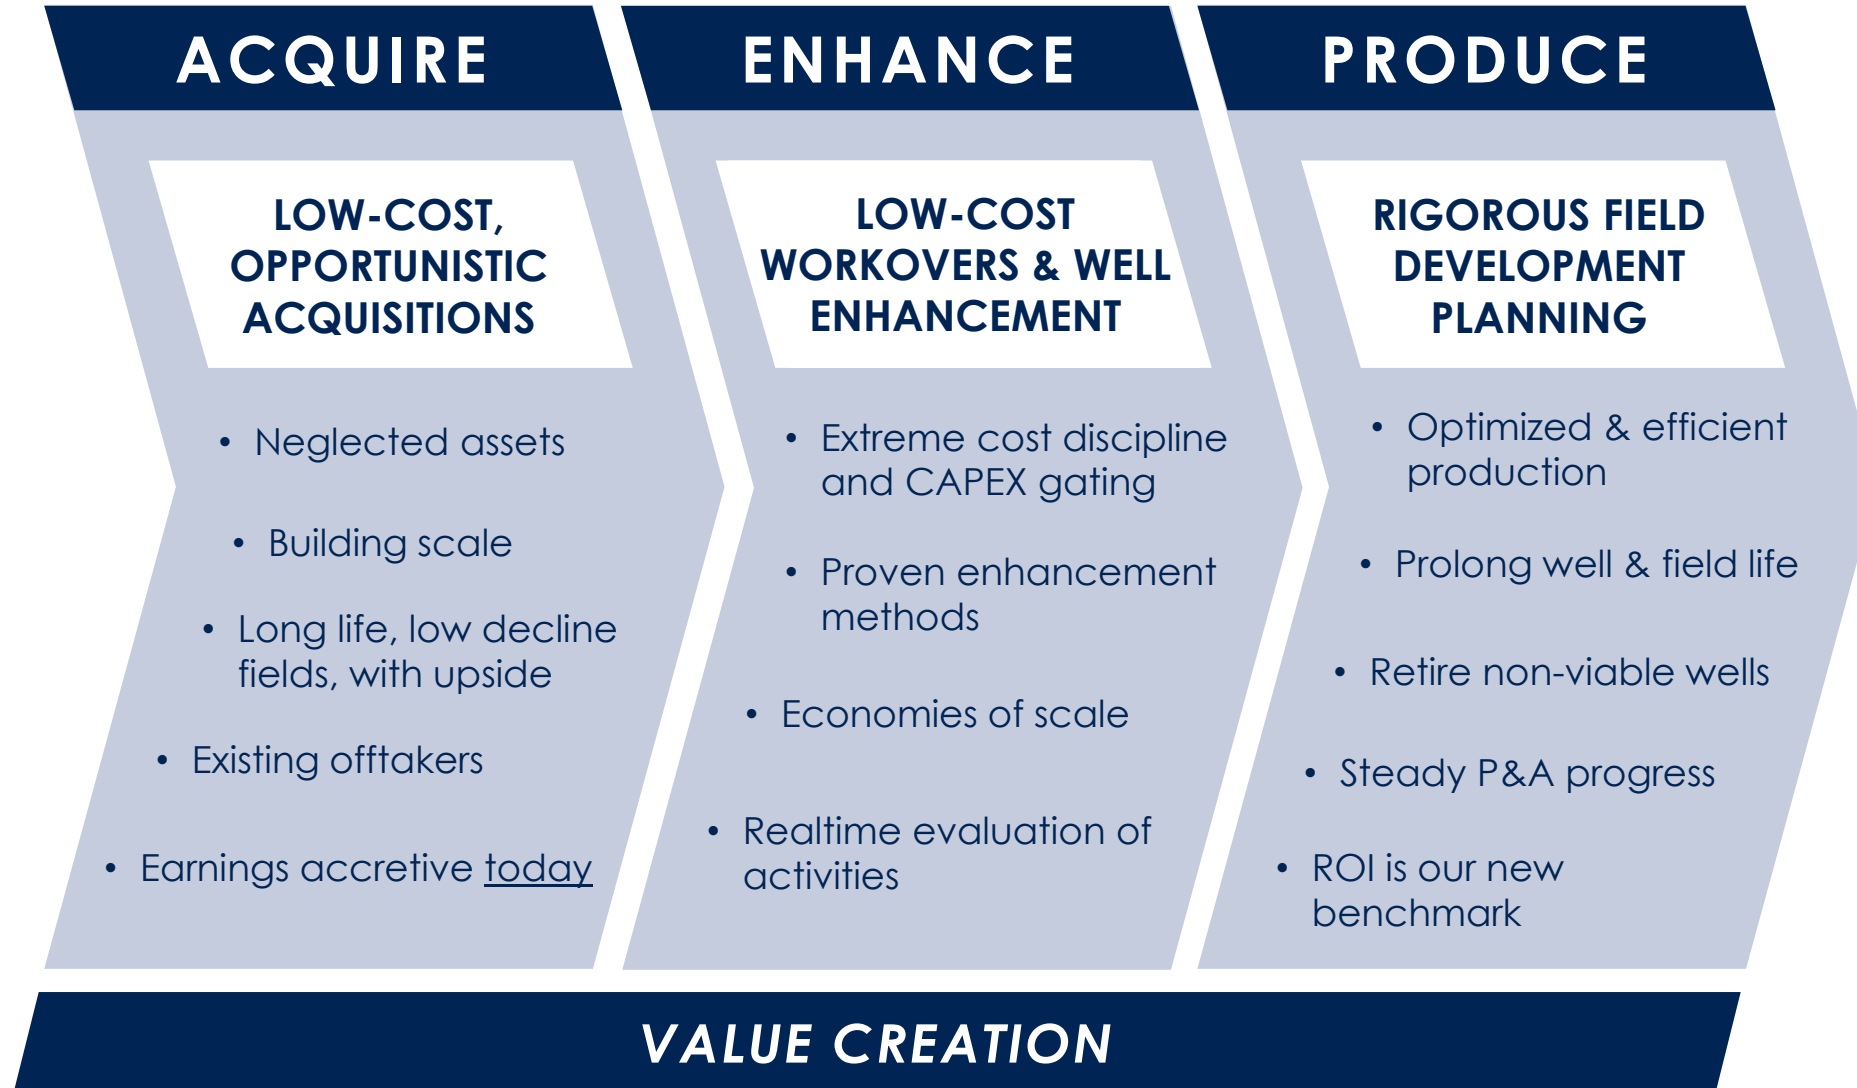 ACQUIRE
LOW-COST,
OPPORTUNISTIC
ACQUISITIONS
• Neglected assets
• Building scale
• Long life, low decline
fields, with upside
• Existing offtakers
• Earnings accretive today
ENHANCE
LOW-COST
WORKOVERS & WELL
ENHANCEMENT
• Extreme cost discipline
and CAPEX gating
• Proven enhancement
methods
• Economies of scale
• Realtime evaluation of
activities
PRODUCE
RIGOROUS FIELD
DEVELOPMENT
PLANNING
• Optimized & efficient
production
• Prolong well & field life
• Retire non-viable wells
• Steady P&A progress
• ROI is our new
benchmark
VALUE CREATION